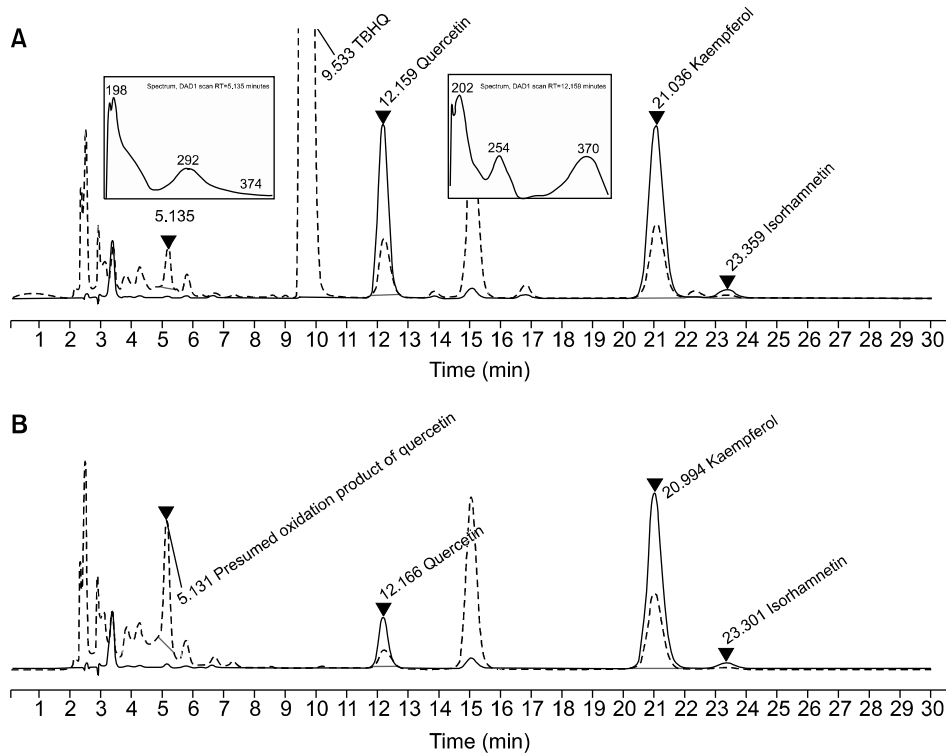 A
9.533 TBHQ
12.159 Quercetin
21.036 Kaempferol
23.359 Isorhamnetin
198
Spectrum, DAD1 scan RT=5,135 minutes
292
374
202
Spectrum, DAD1 scan RT=12,159 minutes
254
370
5.135
1 2 3 4 5 6 7 8 9 10 11 12 13 14 15 16 17 18 19 20 21 22 23 24 25 26 27 28 29 30
Time (min)
B
5.131 Presumed oxidation product of quercetin
12.166 Quercetin
20.994 Kaempferol
23.301 Isorhamnetin
1 2 3 4 5 6 7 8 9 10 11 12 13 14 15 16 17 18 19 20 21 22 23 24 25 26 27 28 29 30
Time (min)